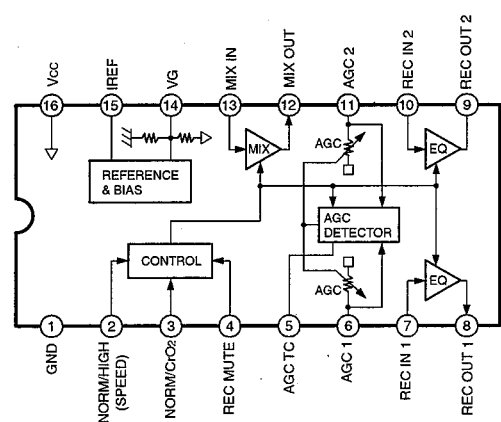 Vcc
IREF
VG
MIX IN
MIX OUT
AGC 2
REC IN 2
REC OUT 2
16
15
14
13
12
11
10
9
MIX
AGC
EQ
REFERENCE
& BIAS
AGC
DETECTOR
CONTROL
AGC
EQ
1
2
3
4
5
6
7
8
GND
NORM/HIGH
(SPEED)
NORM/CrO2
REC MUTE
AGC TC
AGC 1
REC IN 1
REC OUT 1